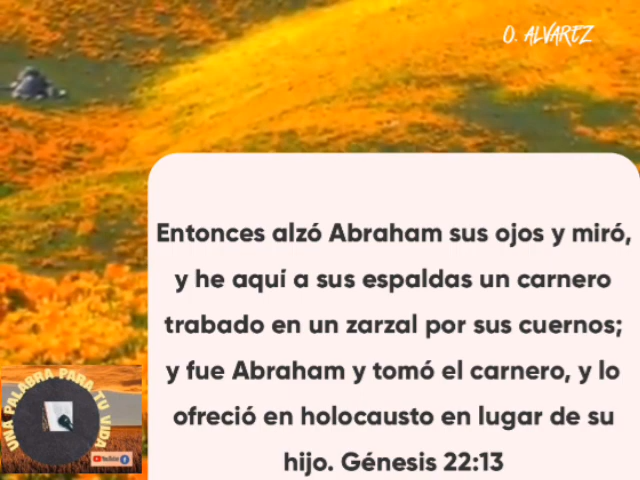 O. ALVAREZ
Entonces alzó Abraham sus ojos y miró,
y he aquí a sus espaldas un carnero
trabado en un zarzal por sus cuernos;
y fue Abraham y tomó el carnero, y lo
ofreció en holocausto en lugar de su
hijo. Génesis 22:13
UNA PALABRA PARA TU VIDA
YouTube